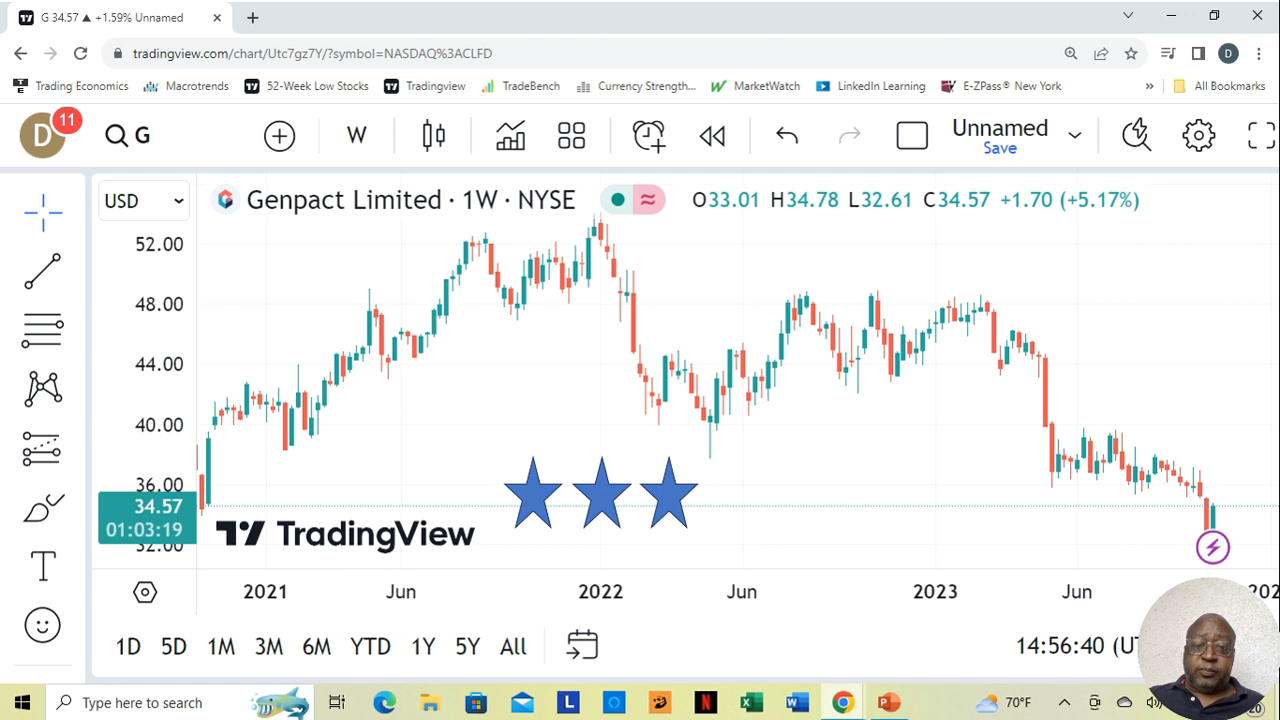 G 34.57 ▲ +1.59% Unnamed
tradingview.com/chart/Utc7gz7Y/?symbol=NASDAQ%3ACLFD
D
Trading Economics
Macrotrends
52-Week Low Stocks
Tradingview
TradeBench
Currency Strength...
MarketWatch
LinkedIn Learning
E-ZPass® New York
»
All Bookmarks
D
11
G
W
Unnamed
Save
USD
Genpact Limited · 1W · NYSE
O33.01 H34.78 L32.61 C34.57 +1.70 (+5.17%)
52.00
48.00
44.00
40.00
36.00
34.57
01:03:19
32.00
TradingView
2021
Jun
2022
Jun
2023
Jun
T
1D 5D 1M 3M 6M YTD 1Y 5Y All
14:56:40 (UT
Type here to search
70°F